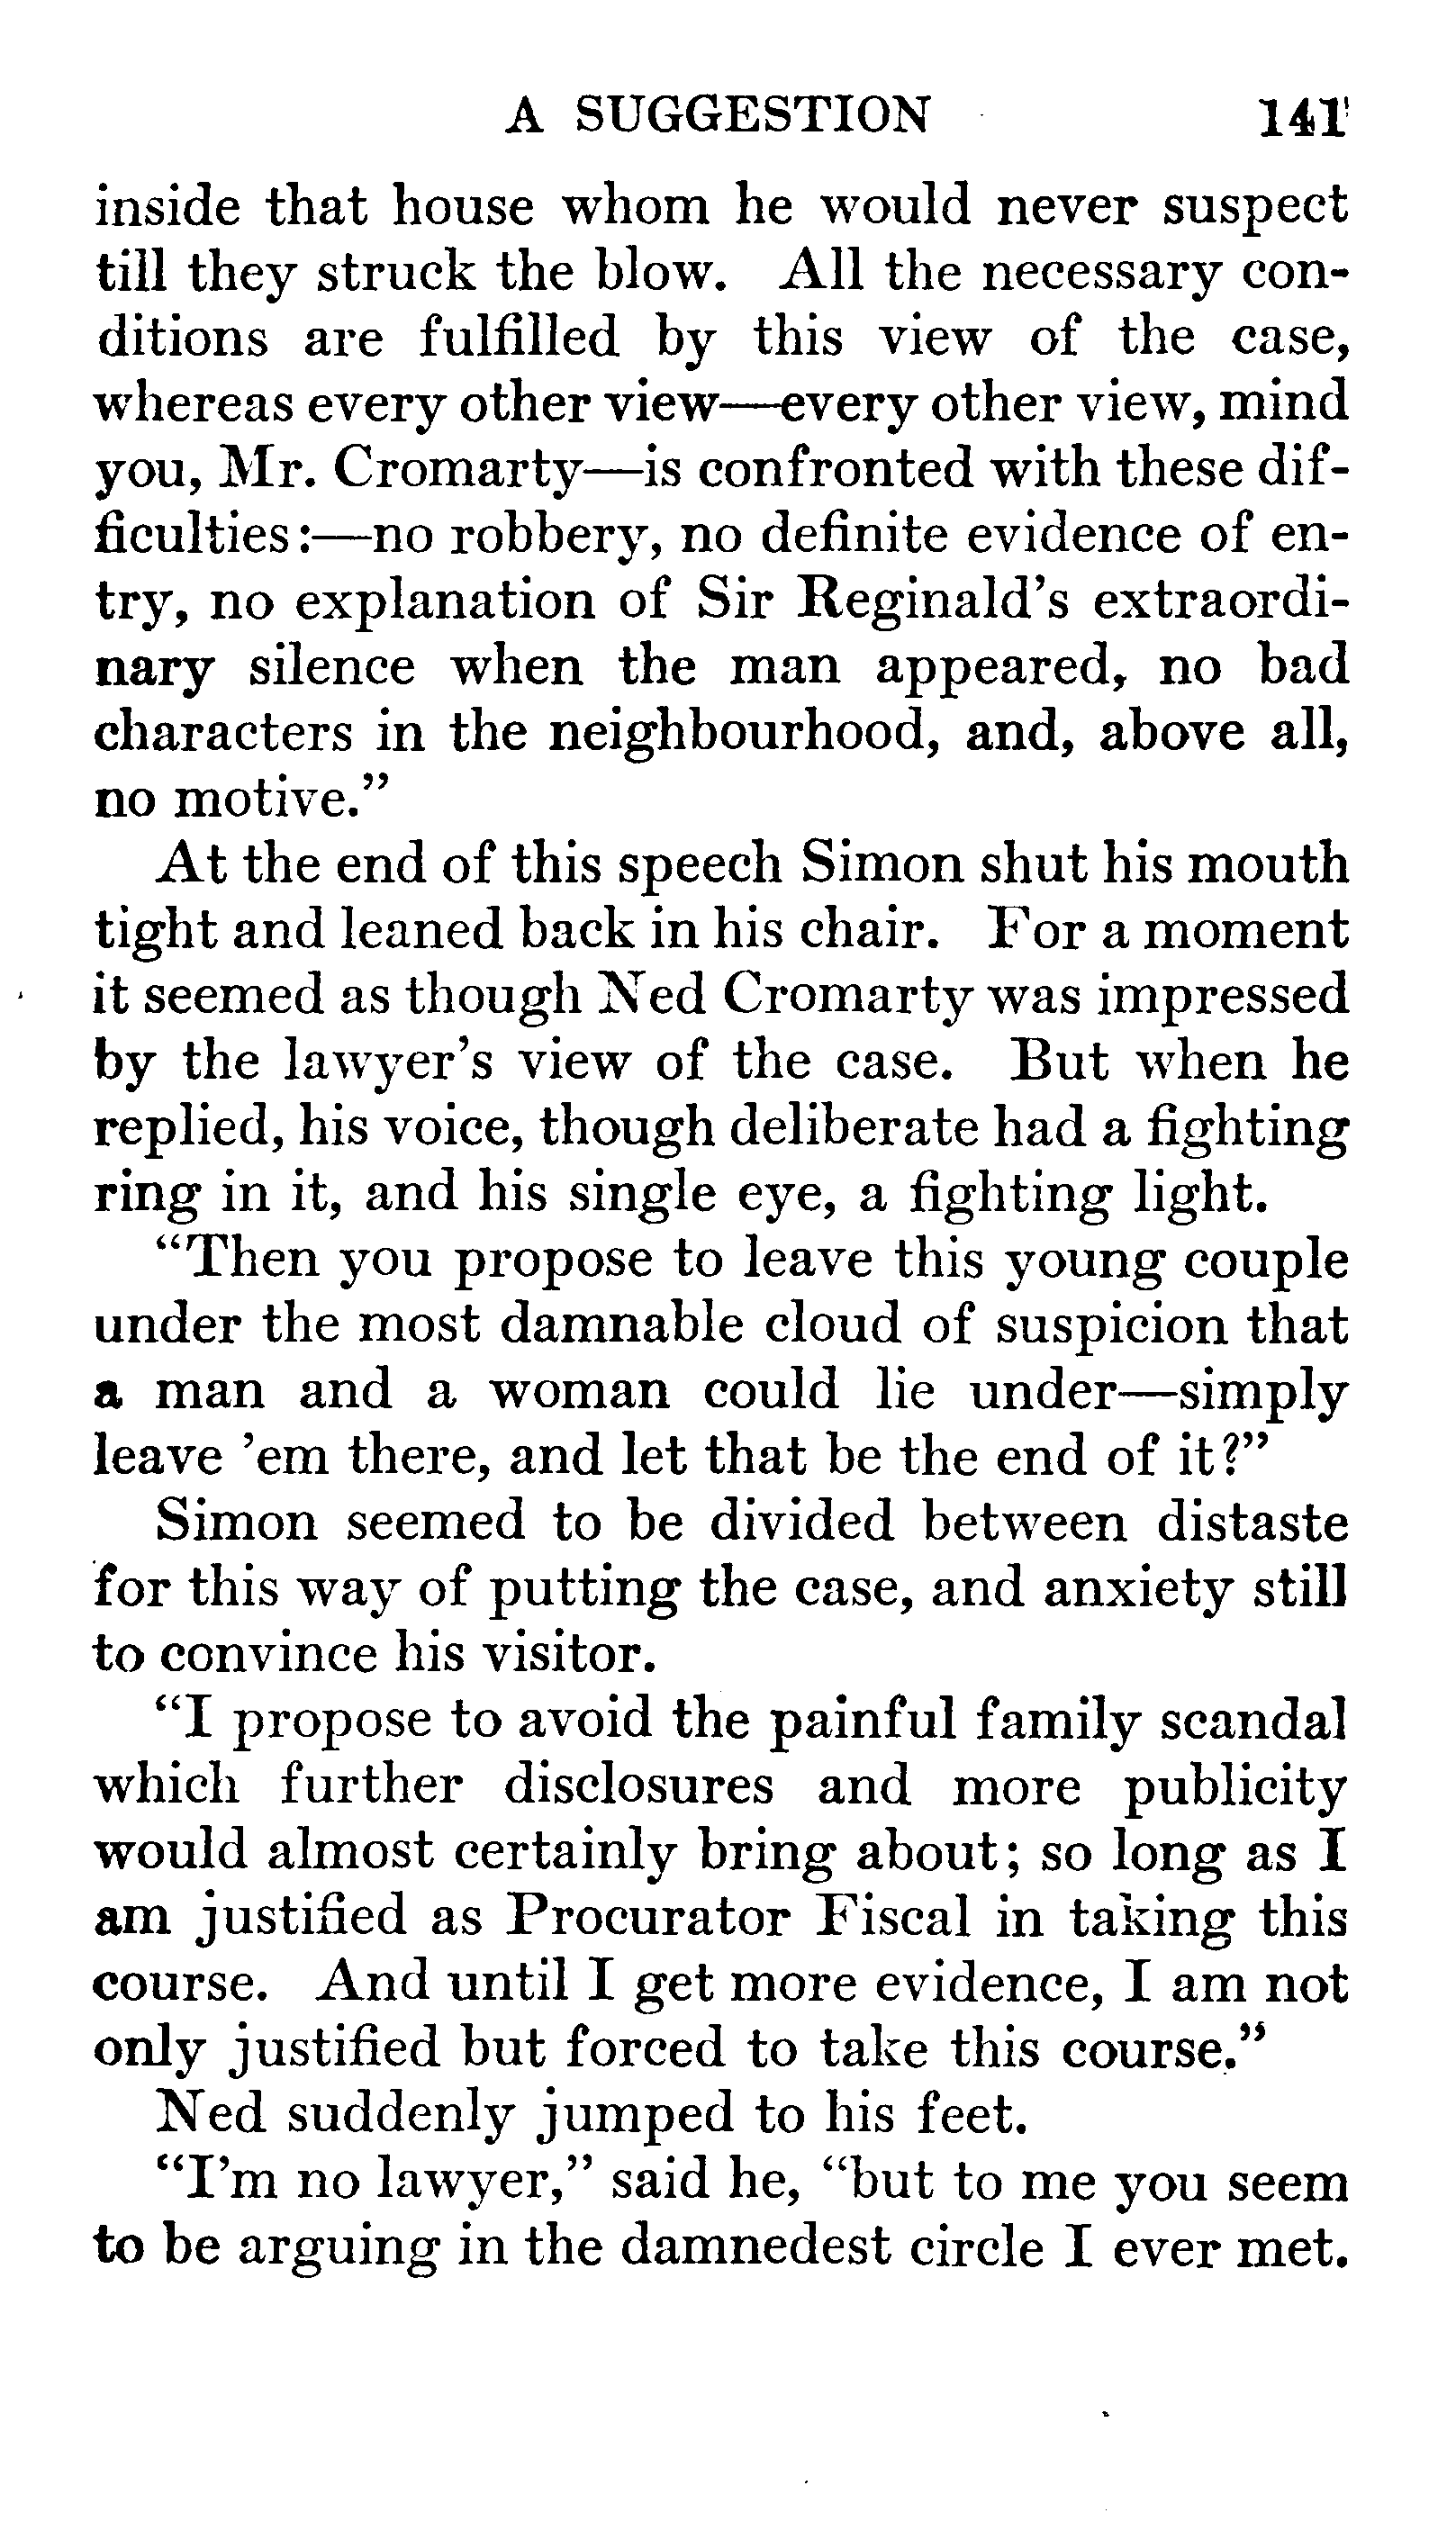 A SUGGESTION 141
inside that house whom he would never suspect
till they struck the blow. All the necessary con-
ditions are fulfilled by this view of the case,
whereas every other view—every other view, mind
you, Mr. Cromarty—is confronted with these dif-
ficulties:—no robbery, no definite evidence of en-
try, no explanation of Sir Reginald's extraordi-
nary silence when the man appeared, no bad
characters in the neighbourhood, and, above all,
no motive."
At the end of this speech Simon shut his mouth
tight and leaned back in his chair. For a moment
it seemed as though Ned Cromarty was impressed
by the lawyer's view of the case. But when he
replied, his voice, though deliberate had a fighting
ring in it, and his single eye, a fighting light.
"Then you propose to leave this young couple
under the most damnable cloud of suspicion that
a man and a woman could lie under—simply
leave 'em there, and let that be the end of it?"
Simon seemed to be divided between distaste
for this way of putting the case, and anxiety still
to convince his visitor.
"I propose to avoid the painful family scandal
which further disclosures and more publicity
would almost certainly bring about; so long as I
am justified as Procurator Fiscal in taking this
course. And until I get more evidence, I am not
only justified but forced to take this course."
Ned suddenly jumped to his feet.
"I'm no lawyer," said he, "but to me you seem
to be arguing in the damnedest circle I ever met.